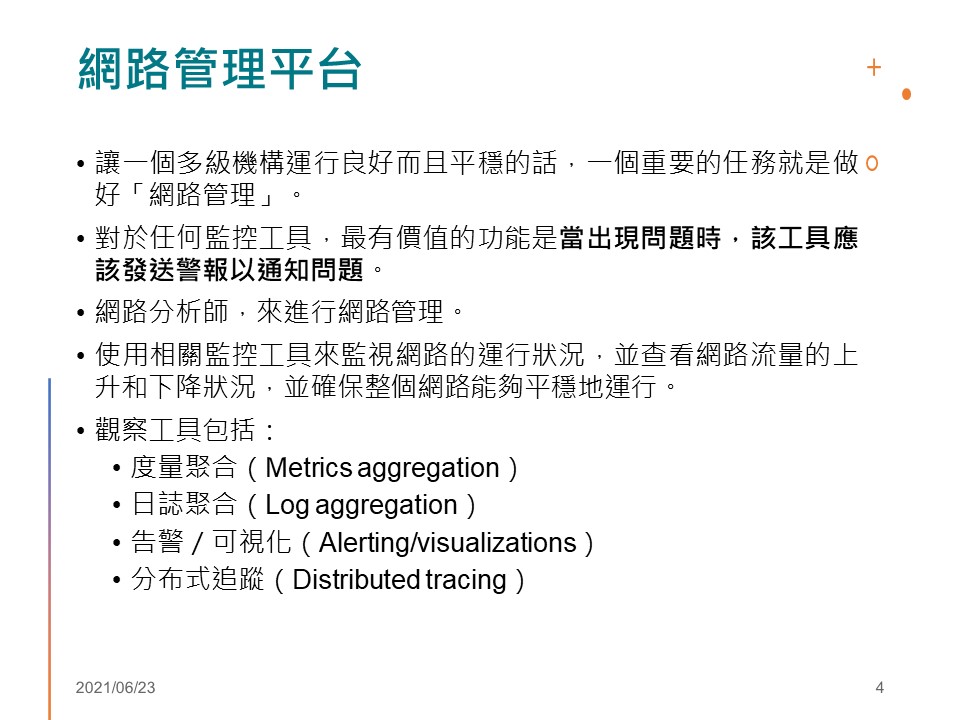 網路管理平台
• 讓一個多級機構運行良好而且平穩的話，一個重要的任務就是做
好「網路管理」。
• 對於任何監控工具，最有價值的功能是當出現問題時，該工具應
該發送警報以通知問題。
• 網路分析師，來進行網路管理。
• 使用相關監控工具來監視網路的運行狀況，並查看網路流量的上
升和下降狀況，並確保整個網路能夠平穩地運行。
• 觀察工具包括：
• 度量聚合（Metrics aggregation）
• 日誌聚合（Log aggregation）
• 告警／可視化（Alerting/visualizations）
• 分布式追蹤（Distributed tracing）
2021/06/23
4